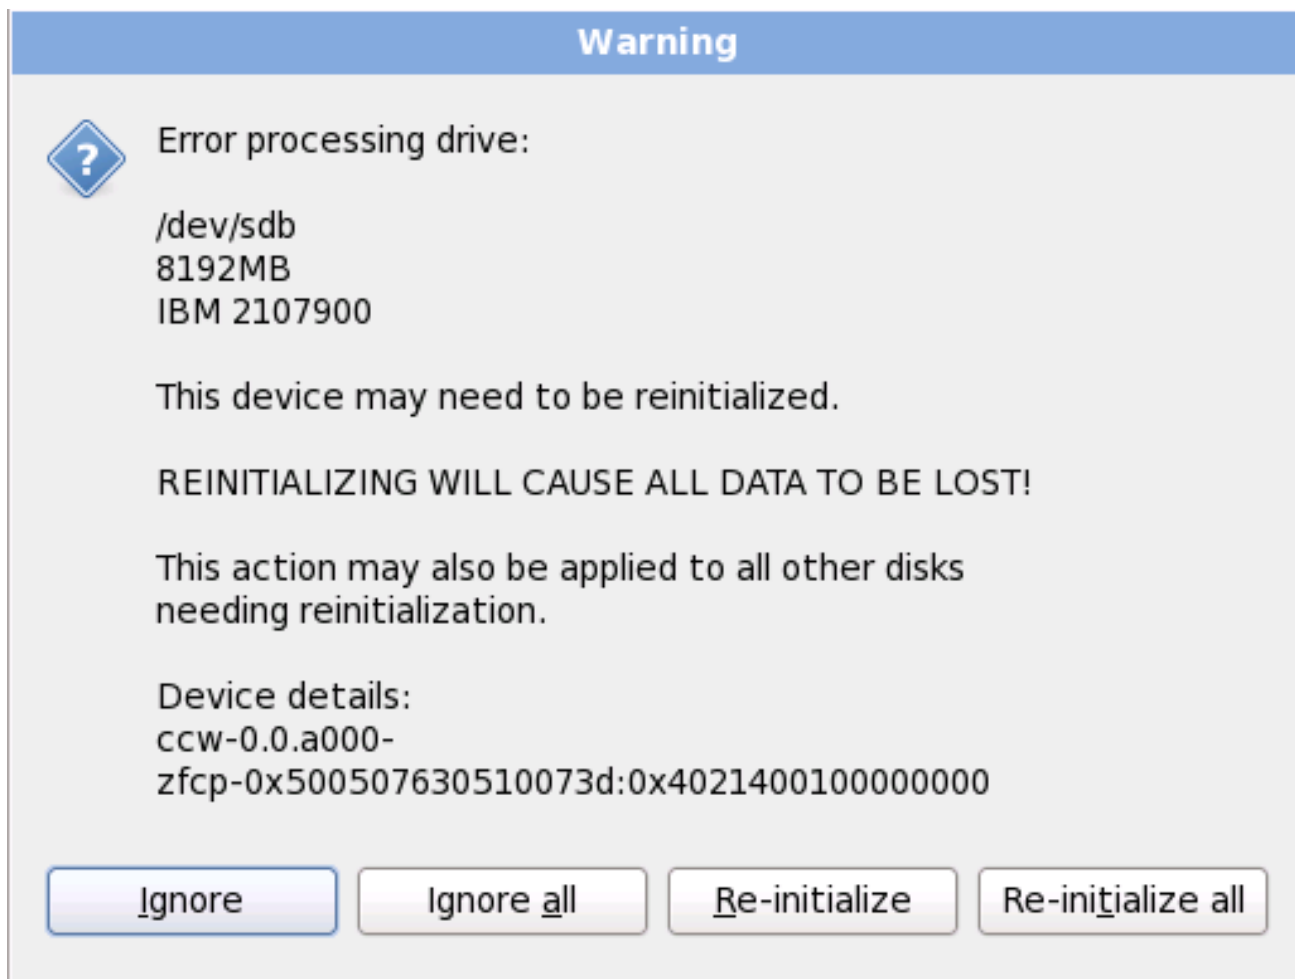 Warning
?
Error processing drive:
/dev/sdb
8192MB
IBM 2107900
This device may need to be reinitialized.
REINITIALIZING WILL CAUSE ALL DATA TO BE LOST!
This action may also be applied to all other disks
needing reinitialization.
Device details:
ccw-0.0.a000-
zfcp-0x500507630510073d:0x4021400100000000
Ignore
Ignore all
Re-initialize
Re-initialize all